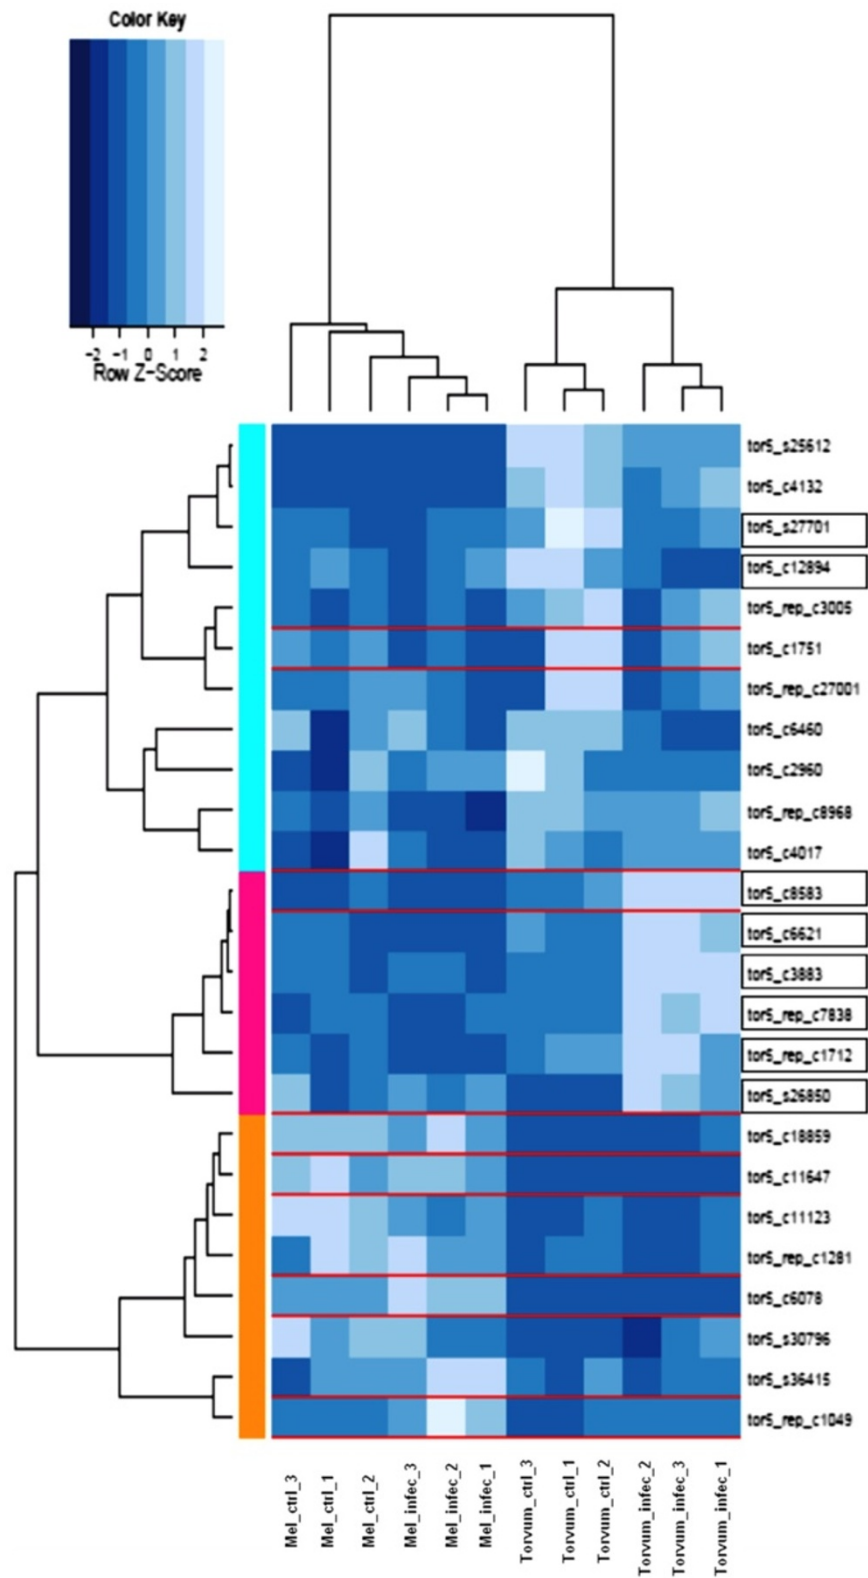 Color Key
-2 -1 0 1 2
Row Z-Score
torS_s25612
torS_c4132
torS_s27701
torS_c12894
torS_rep_c3005
torS_c1751
torS_rep_c27001
torS_c6460
torS_c2960
torS_rep_c8968
torS_c4017
torS_c8583
torS_c6621
torS_c3883
torS_rep_c7838
torS_rep_c1712
torS_s26850
torS_c18859
torS_c11647
torS_c11123
torS_rep_c1281
torS_c6078
torS_s30796
torS_s36415
torS_rep_c1049
Mel_ctrl_3
Mel_ctrl_1
Mel_ctrl_2
Mel_infec_3
Mel_infec_2
Mel_infec_1
Torvum_ctrl_3
Torvum_ctrl_1
Torvum_ctrl_2
Torvum_infec_2
Torvum_infec_3
Torvum_infec_1